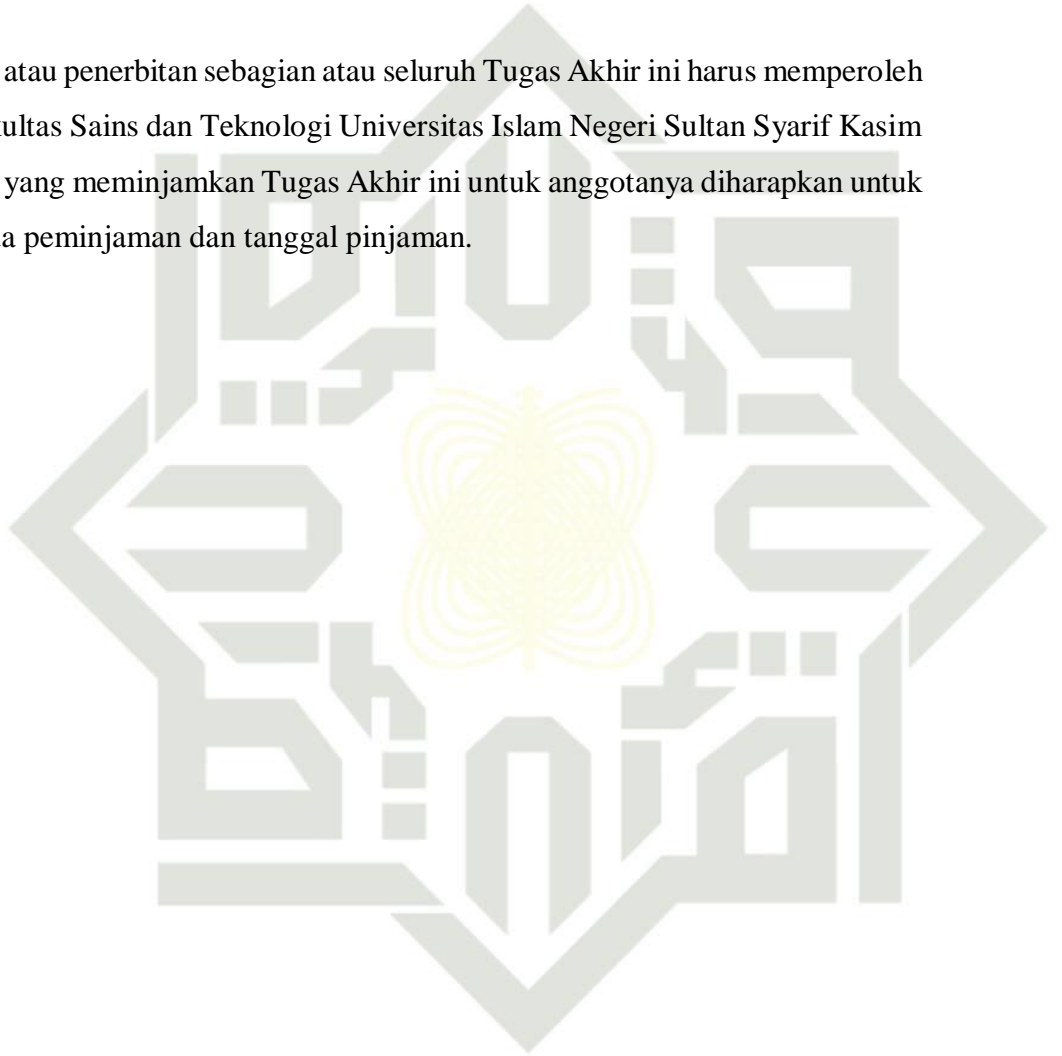 atau penerbitan sebagian atau seluruh Tugas Akhir ini harus memperoleh
ultas Sains dan Teknologi Universitas Islam Negeri Sultan Syarif Kasim
yang meminjamkan Tugas Akhir ini untuk anggotanya diharapkan untuk
a peminjaman dan tanggal pinjaman.